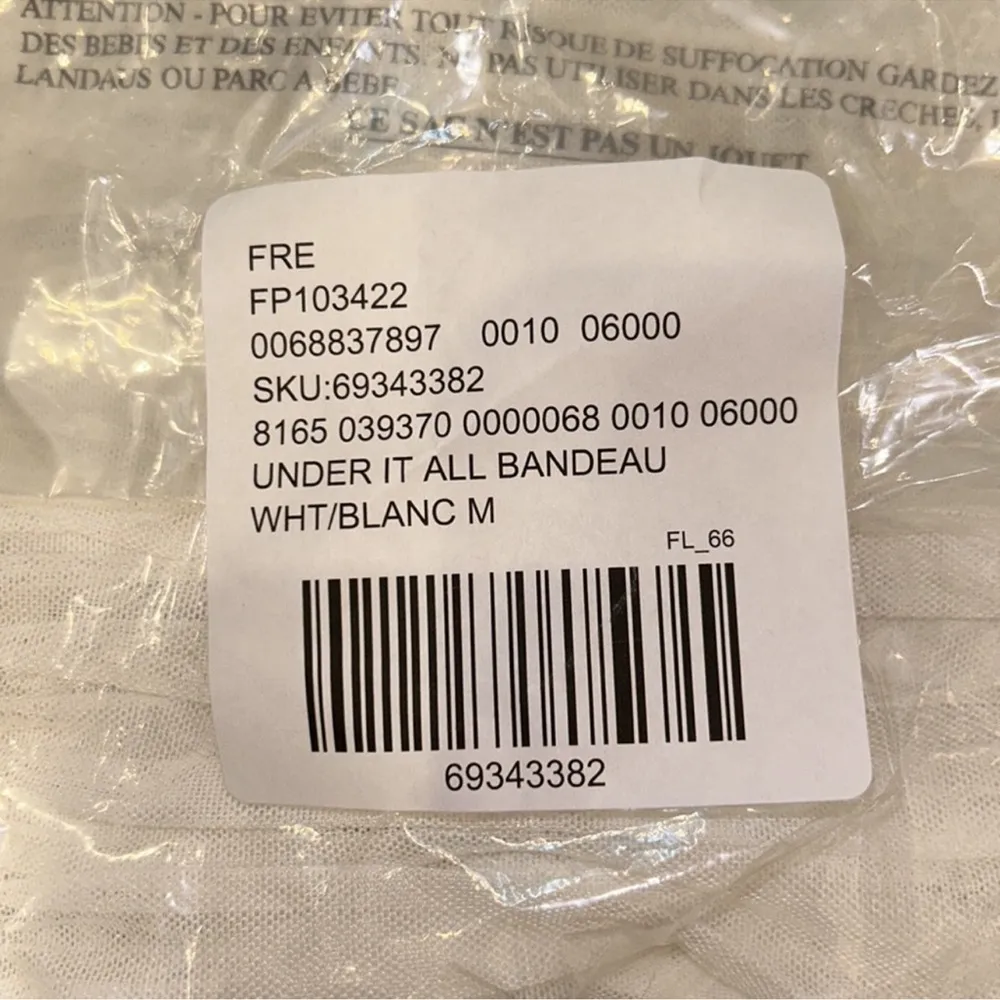 ATTENTION - POUR EVITER TOUT RISQUE DE SUFFOCATION GARDEZ
DES BEBES ET DES ENFANTS. NE PAS UTILISER DANS LES CRECHES,
LANDAUS OU PARC A BEBE
CE SAC N'EST PAS UN JOUET
FRE
FP103422
0068837897 0010 06000
SKU:69343382
8165 039370 0000068 0010 06000
UNDER IT ALL BANDEAU
WHT/BLANC M
FL_66
69343382